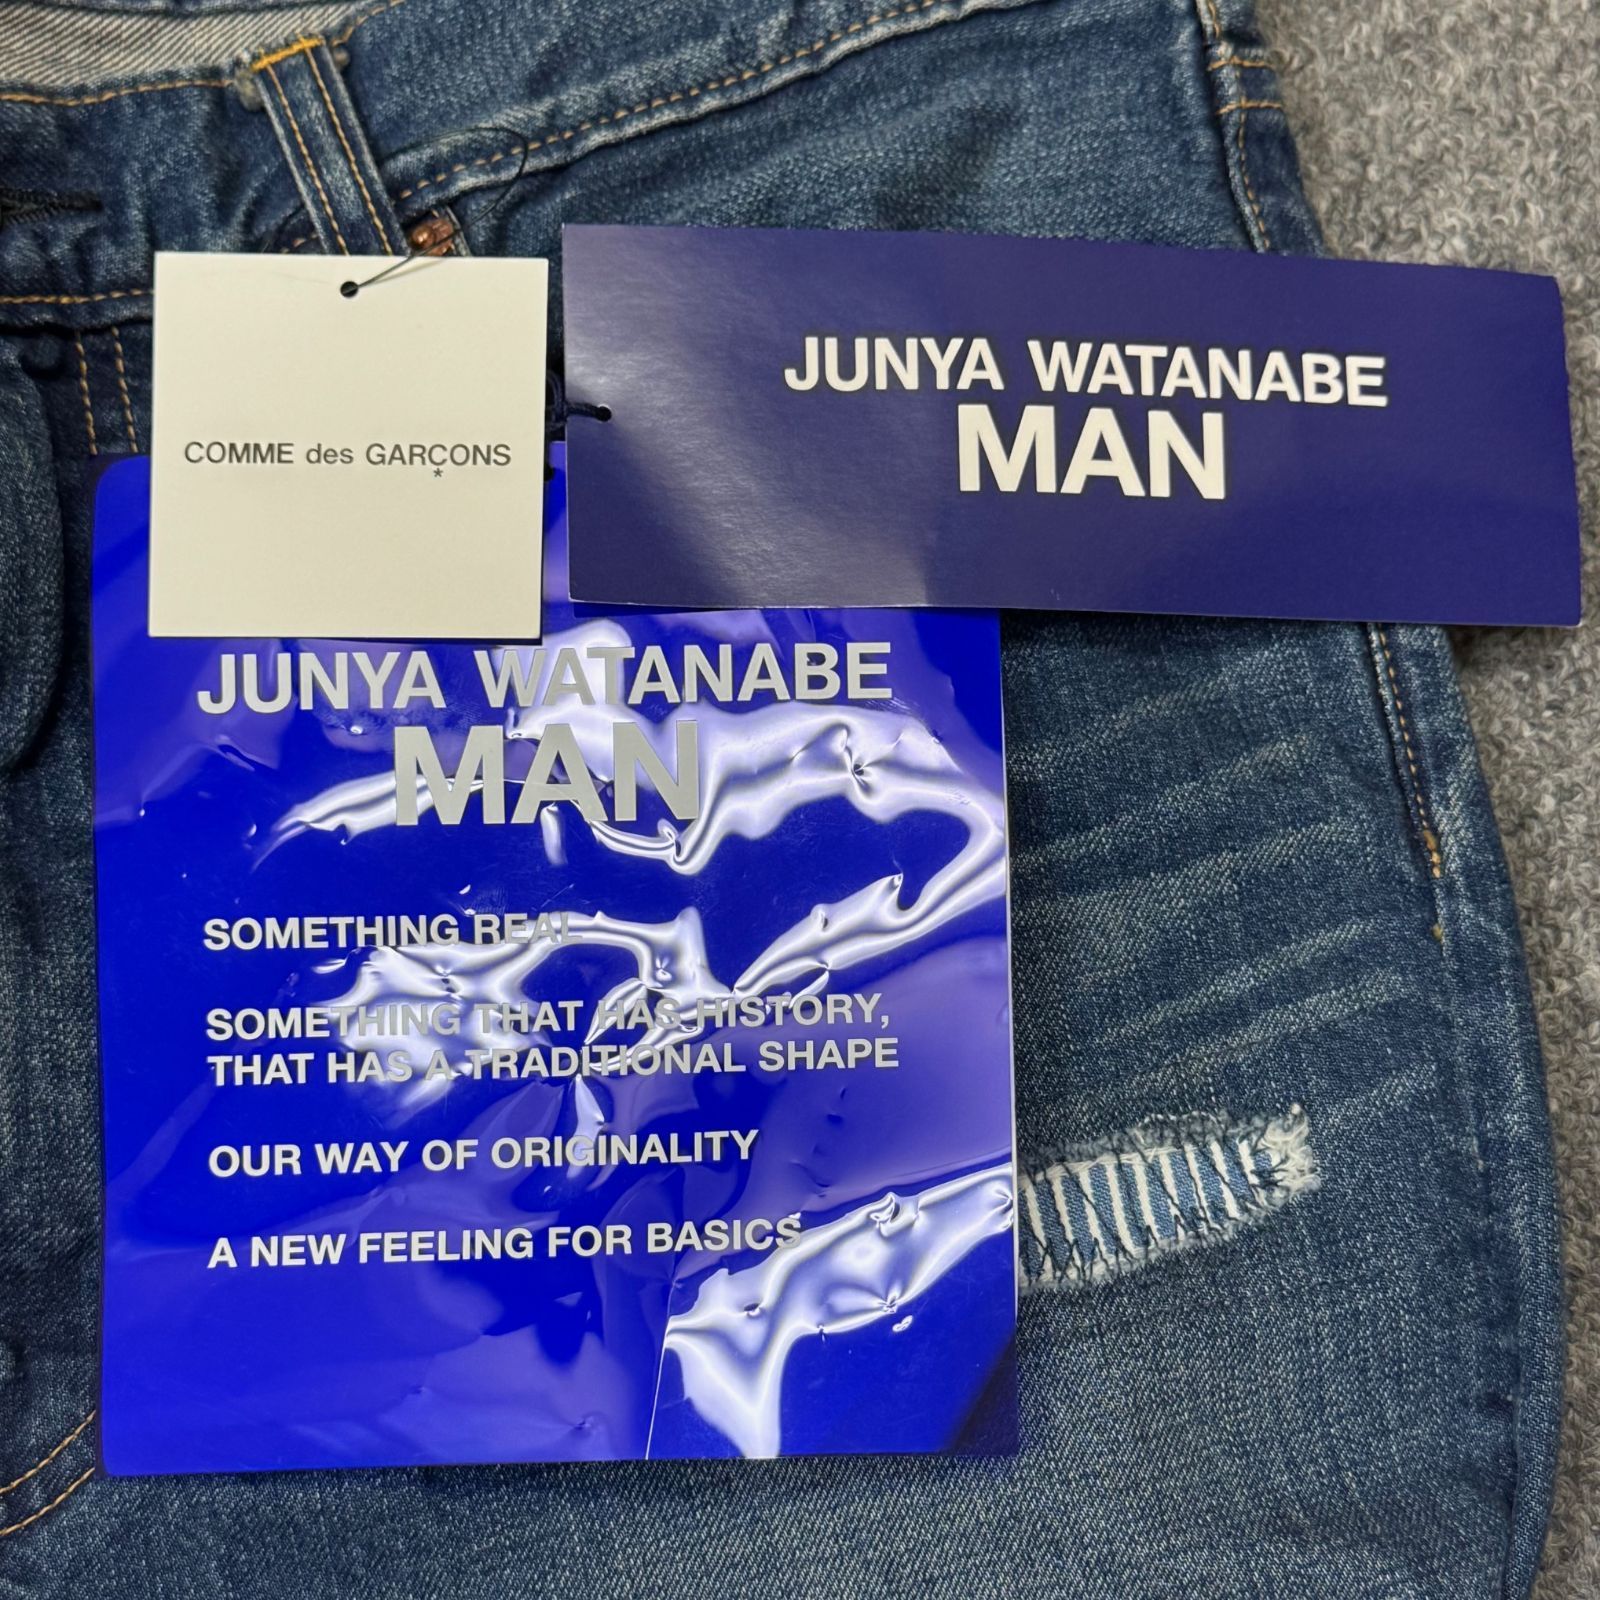 COMME des GARÇONS
*
JUNYA WATANABE
MAN
JUNYA WATANABE
MAN
SOMETHING REAL
SOMETHING THAT HAS HISTORY,
THAT HAS A TRADITIONAL SHAPE
OUR WAY OF ORIGINALITY
A NEW FEELING FOR BASICS